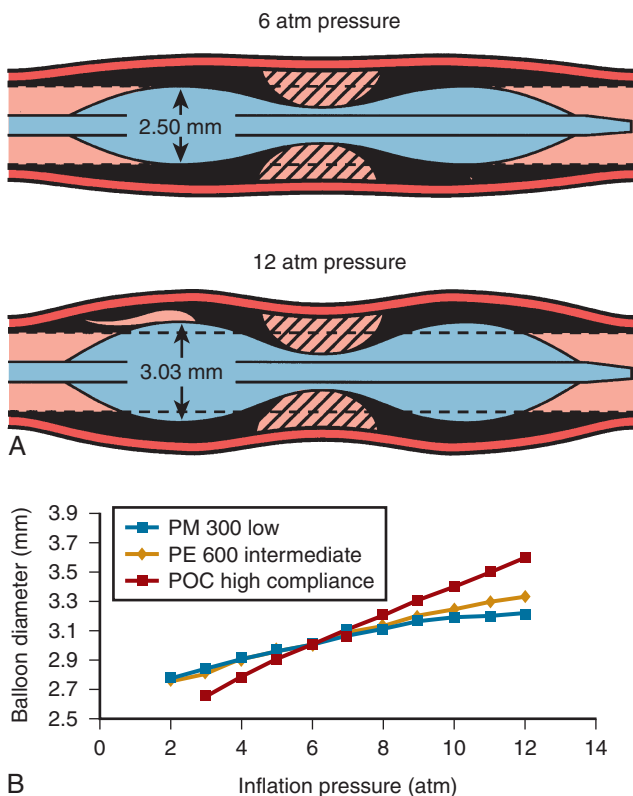 6 atm pressure
2.50 mm
12 atm pressure
3.03 mm
A
3.9
3.7
3.5
3.3
3.1
2.9
2.7
2.5
Balloon diameter (mm)
PM 300 low
PE 600 intermediate
POC high compliance
0 2 4 6 8 10 12 14
B
Inflation pressure (atm)